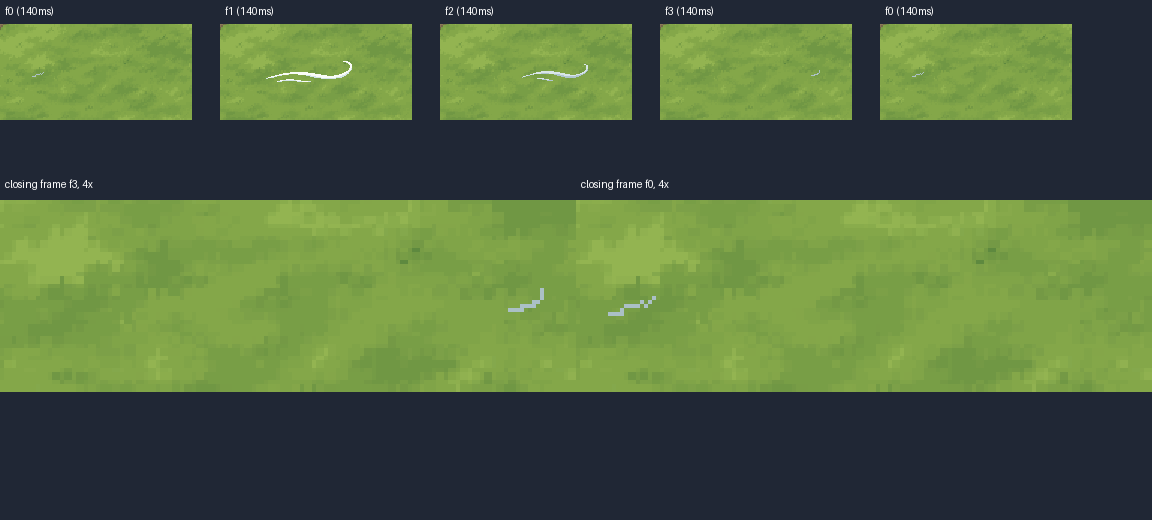 f0 (140ms)
f1 (140ms)
f2 (140ms)
f3 (140ms)
f0 (140ms)
closing frame f3, 4x
closing frame f0, 4x